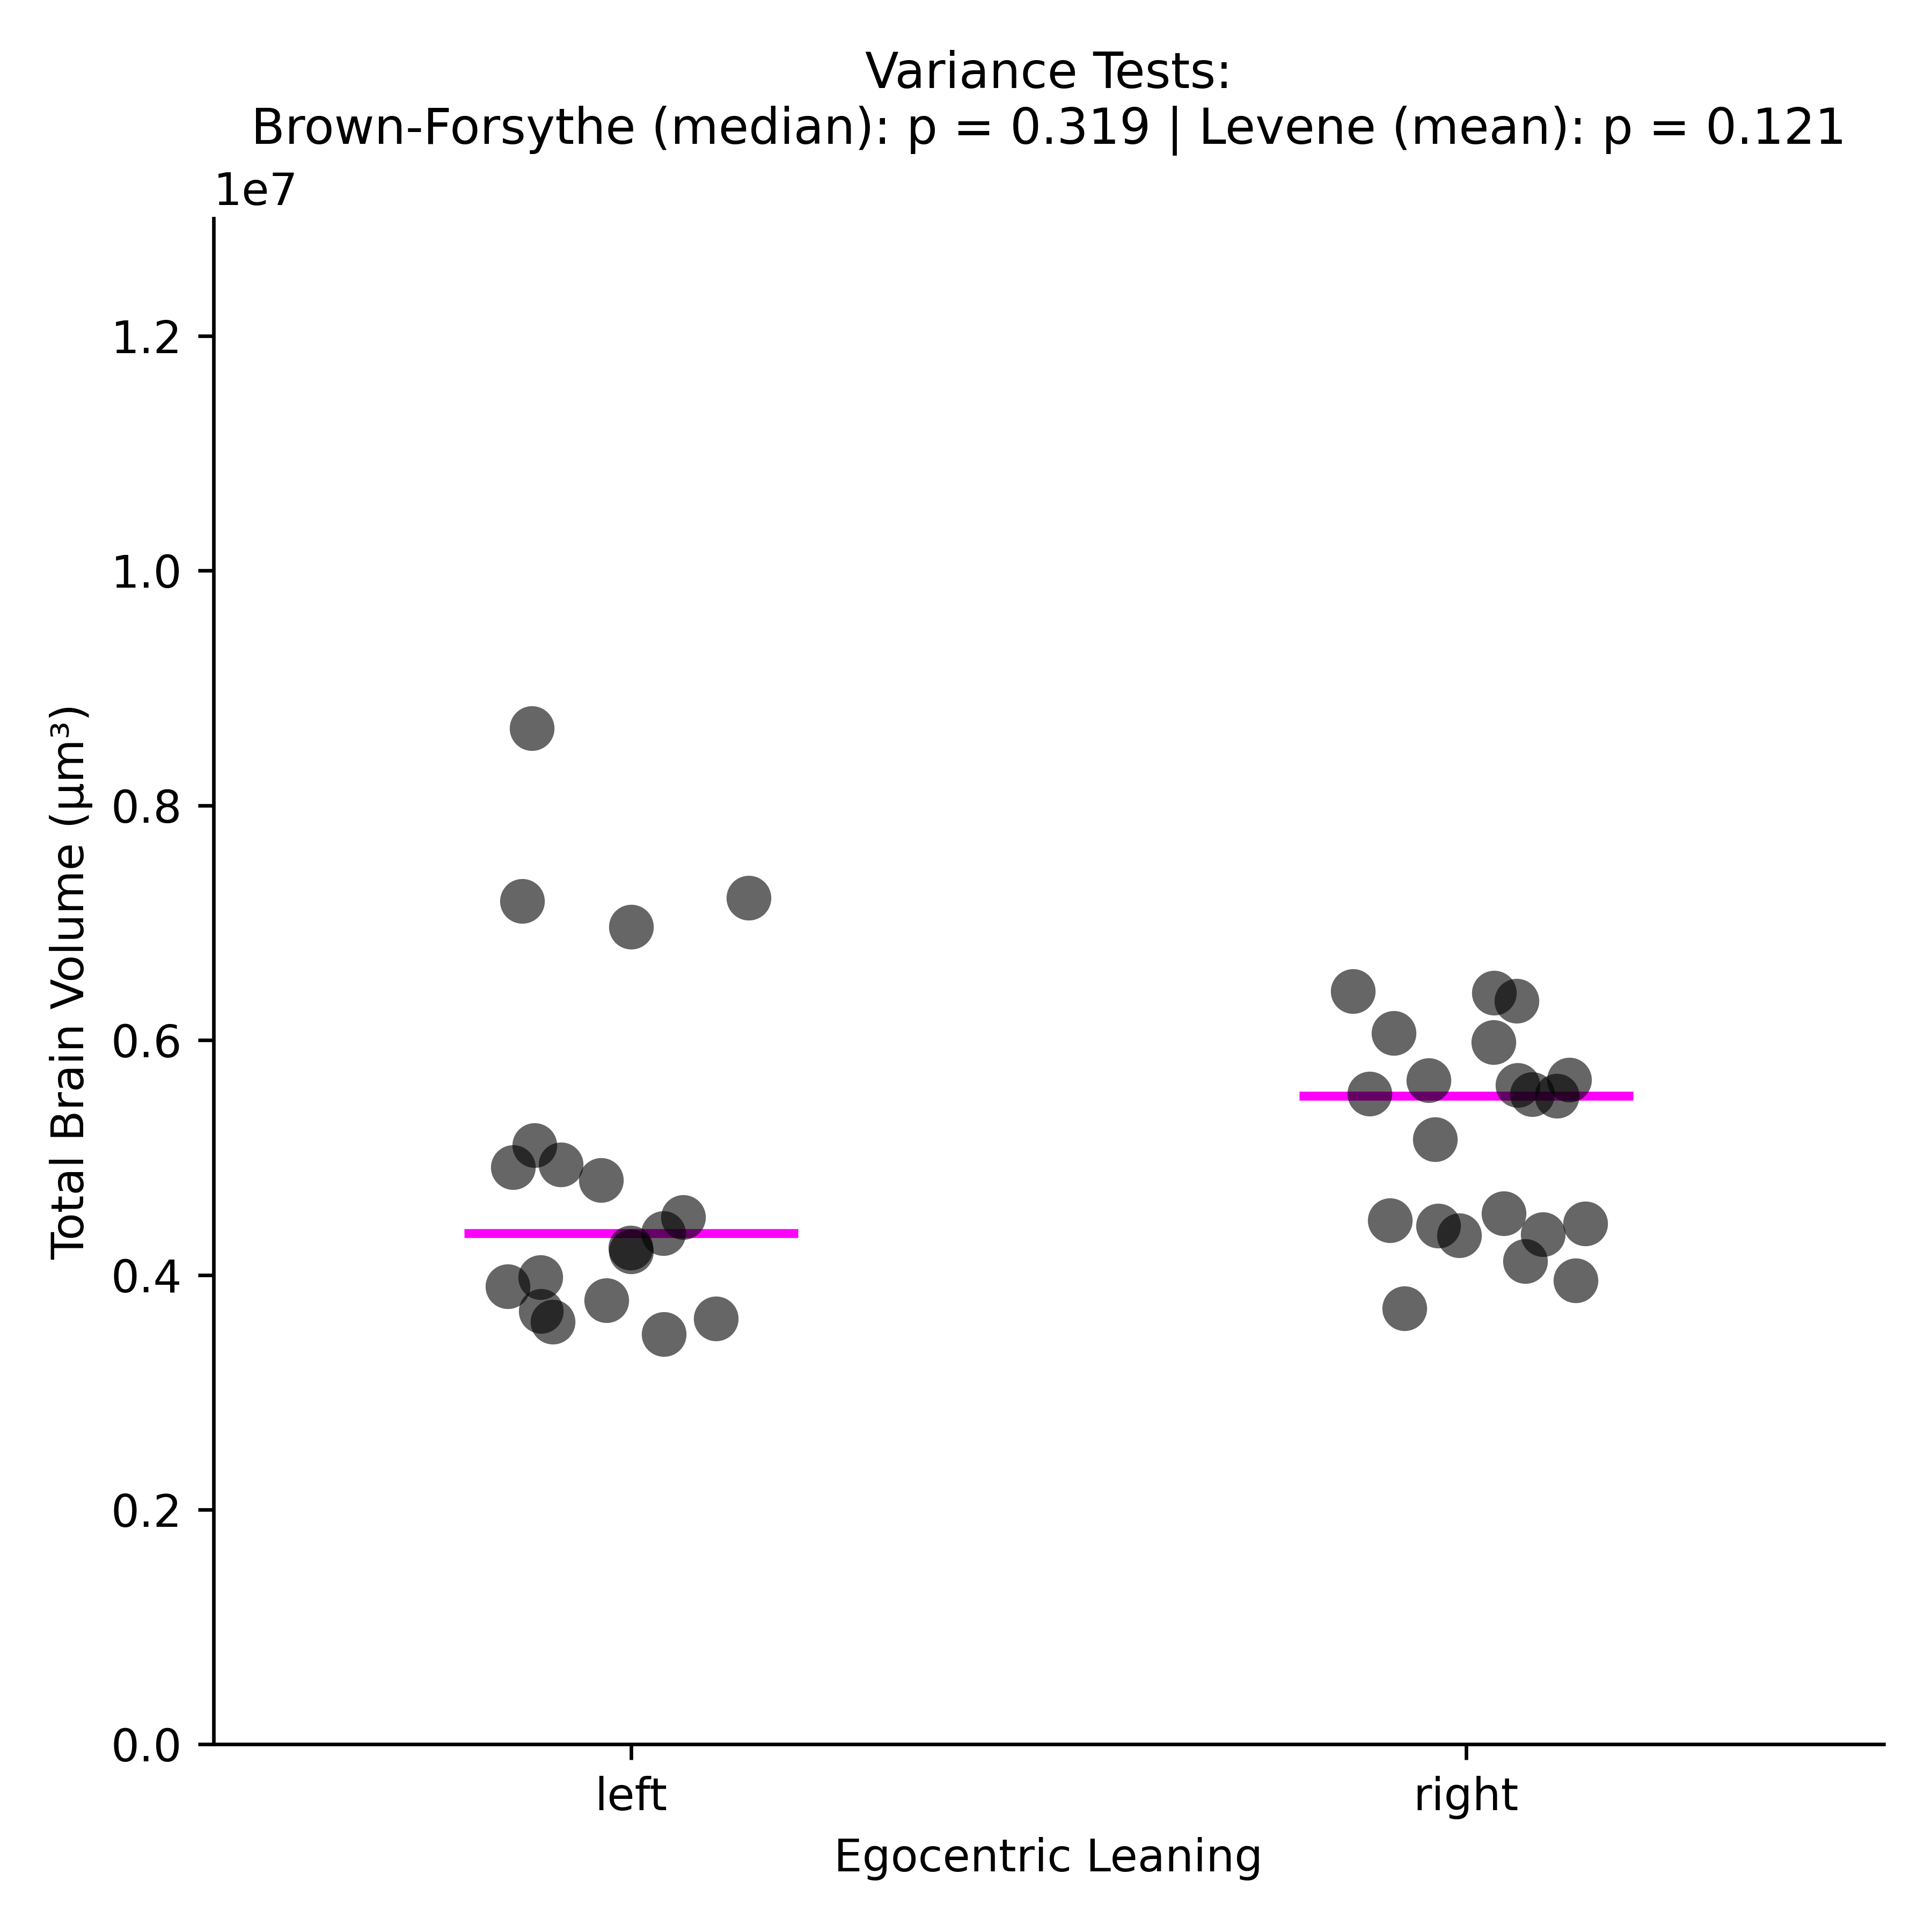 Variance Tests:
Brown-Forsythe (median): p = 0.319 | Levene (mean): p = 0.121
1e7
1.2
1.0
0.8
0.6
0.4
0.2
0.0
Total Brain Volume (μm³)
left
right
Egocentric Leaning